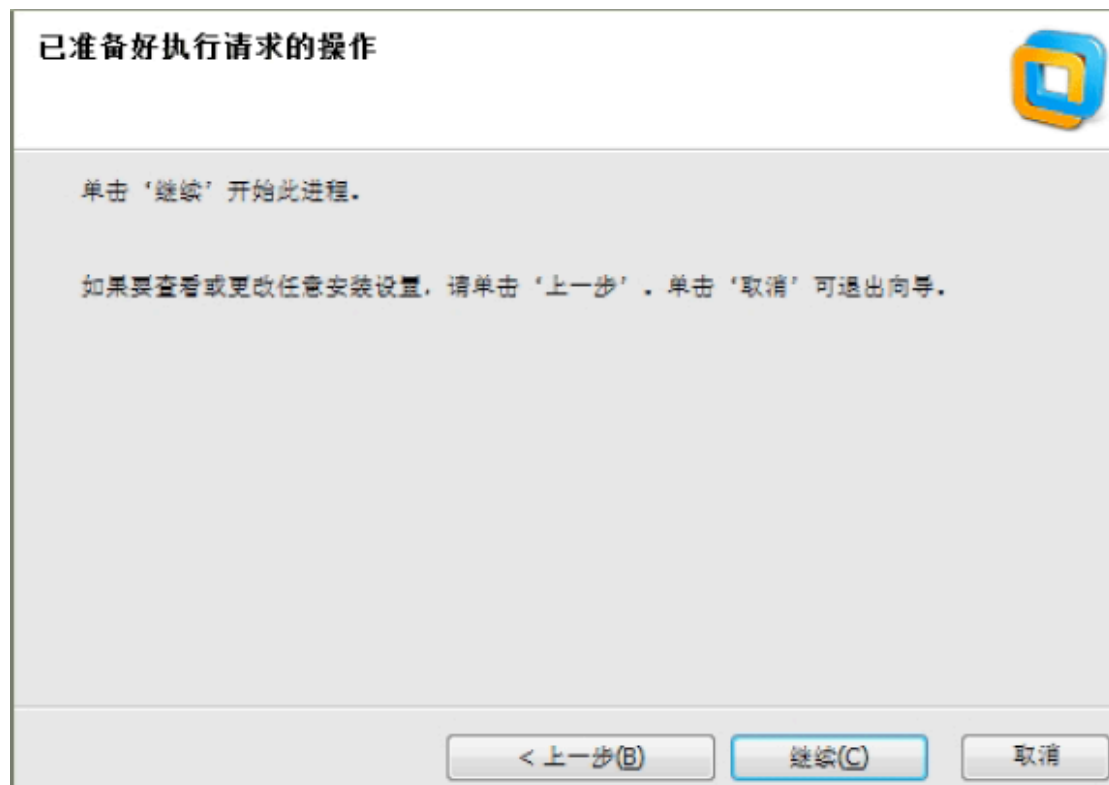 已准备好执行请求的操作
单击‘继续’开始此进程.
如果要查看或更改任意安装设置, 请单击‘上一步’. 单击‘取消’可退出向导.
< 上一步(B)
继续(C)
取消